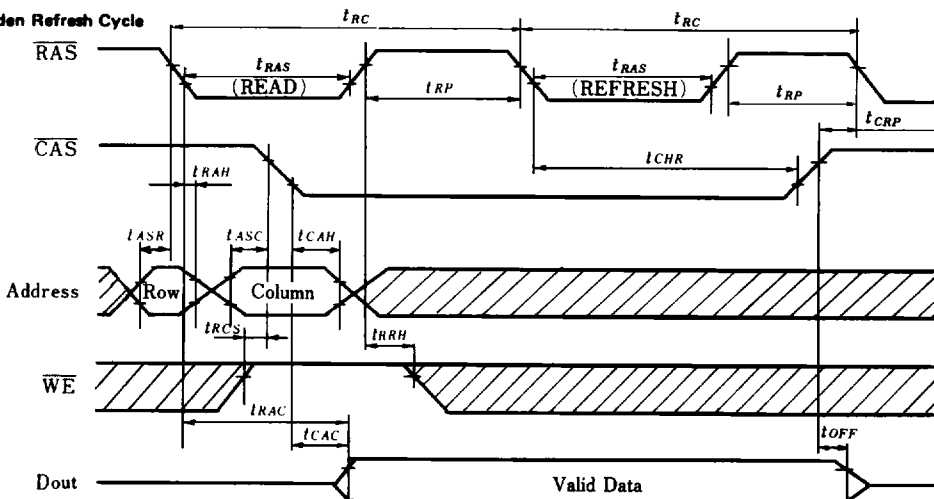 den Refresh Cycle
tRC tRC
RAS
tRAS tRAS
(READ) (REFRESH)
tRP tRP
tCRP
CAS
tCHR
tRAH
tASR tASC tCAH
Address Row Column
tRCS tRRH
WE
tRAC
tCAC tOFF
Dout Valid Data